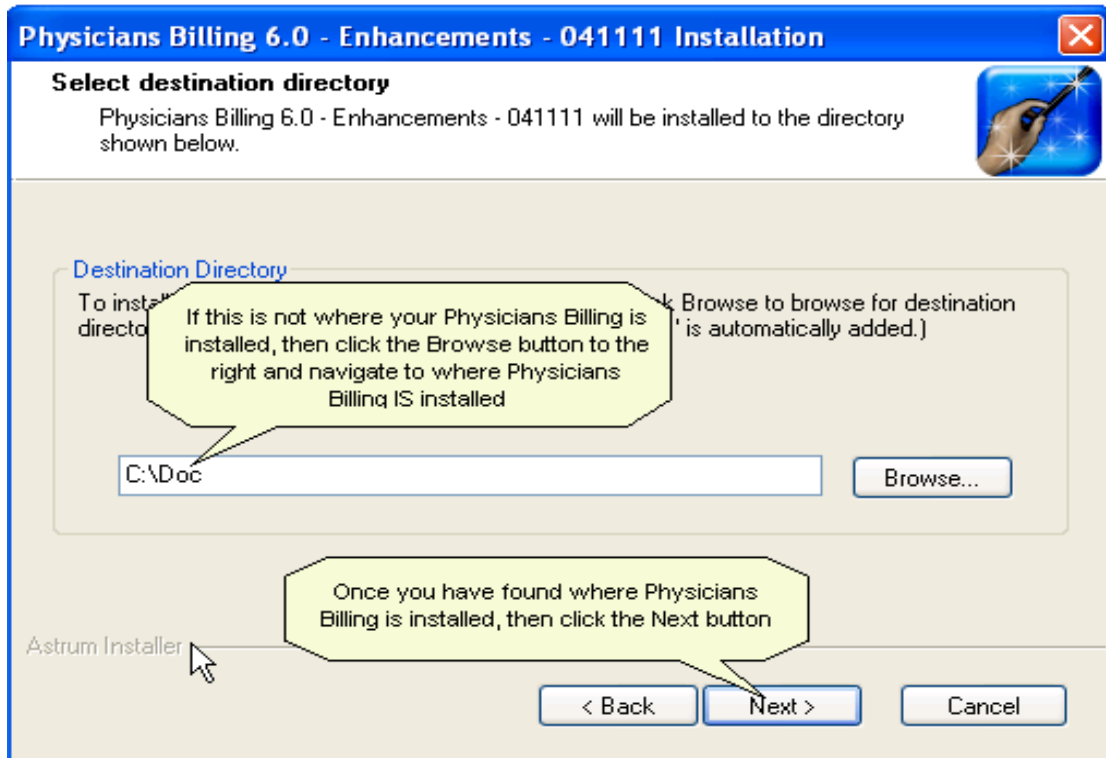 Physicians Billing 6.0 - Enhancements - 041111 Installation
Select destination directory
Physicians Billing 6.0 - Enhancements - 041111 will be installed to the directory
shown below.
Destination Directory
To install
k Browse to browse for destination
directo
' is automatically added.)
If this is not where your Physicians Billing is
installed, then click the Browse button to the
right and navigate to where Physicians
Billing IS installed
C:\Doc
Browse...
Once you have found where Physicians
Billing is installed, then click the Next button
Astrum Installer
< Back
Next >
Cancel